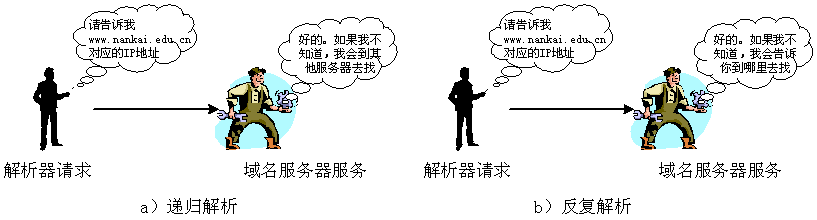 请告诉我
www.nankai.edu.cn
对应的IP地址
好的。如果我不
知道，我会到其
他服务器去找
解析器请求
域名服务器服务
a）递归解析
请告诉我
www.nankai.edu.cn
对应的IP地址
好的。如果我不
知道，我会告诉
你到哪里去找
解析器请求
域名服务器服务
b）反复解析